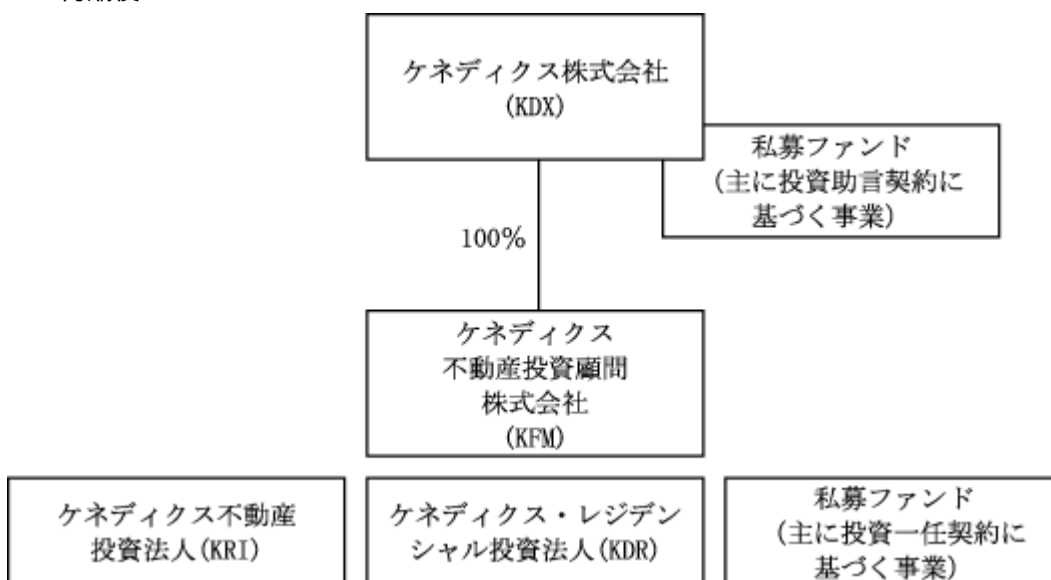 ケネディクス株式会社
(KDX)
私募ファンド
(主に投資助言契約に
基づく事業)
100%
ケネディクス
不動産投資顧問
株式会社
(KFM)
ケネディクス不動産
投資法人(KRI)
ケネディクス・レジデン
シャル投資法人(KDR)
私募ファンド
(主に投資一任契約に
基づく事業)